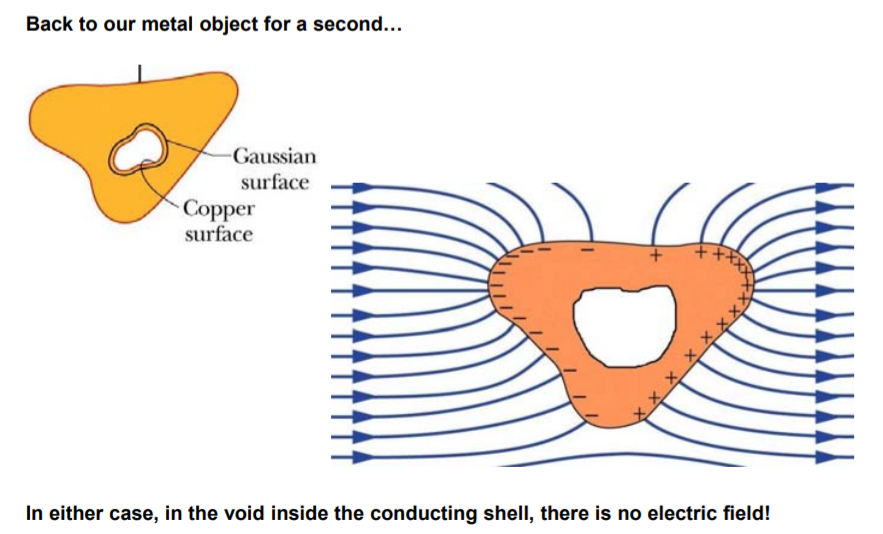 Back to our metal object for a second…
Gaussian
surface
Copper
surface
In either case, in the void inside the conducting shell, there is no electric field!